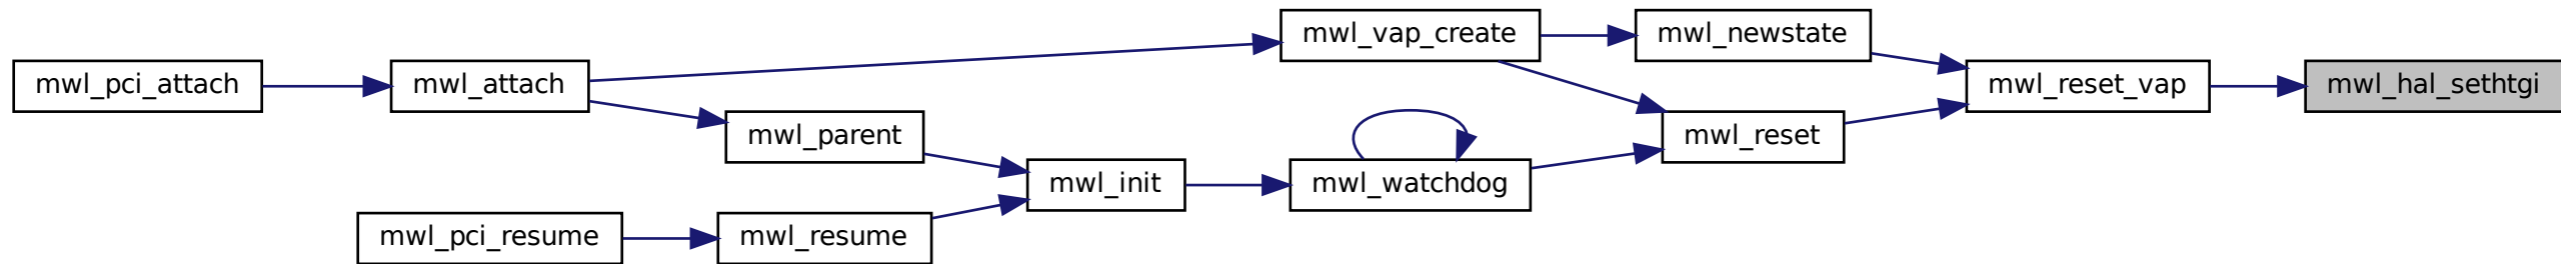 mwl_vap_create
mwl_newstate
mwl_pci_attach
mwl_attach
mwl_reset_vap
mwl_hal_sethtgi
mwl_parent
mwl_reset
mwl_init
mwl_watchdog
mwl_pci_resume
mwl_resume